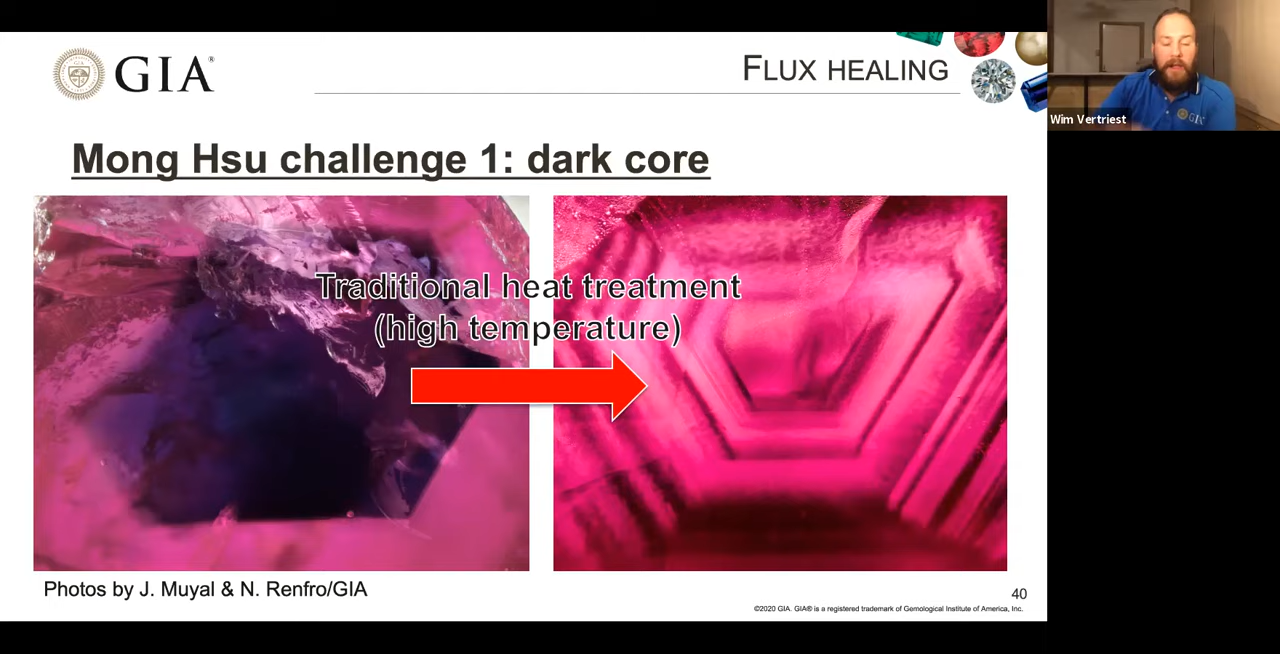 GIA®
FLUX HEALING
Wim Vertriest
GIA
Mong Hsu challenge 1: dark core
Traditional heat treatment
(high temperature)
Photos by J. Muyal & N. Renfro/GIA
40
©2020 GIA. GIA® is a registered trademark of Gemological Institute of America, Inc.